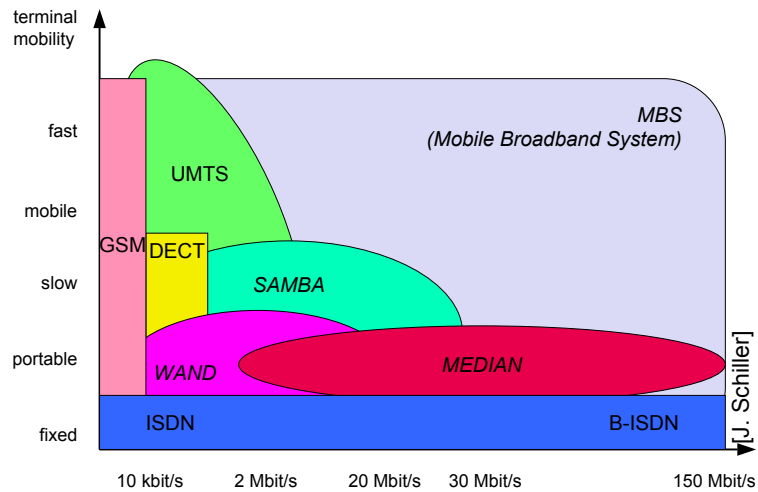 terminal
mobility
fast
MBS
(Mobile Broadband System)
UMTS
mobile
GSM
DECT
slow
SAMBA
portable
WAND
MEDIAN
[J. Schiller]
fixed
ISDN
B-ISDN
10 kbit/s
2 Mbit/s
20 Mbit/s
30 Mbit/s
150 Mbit/s